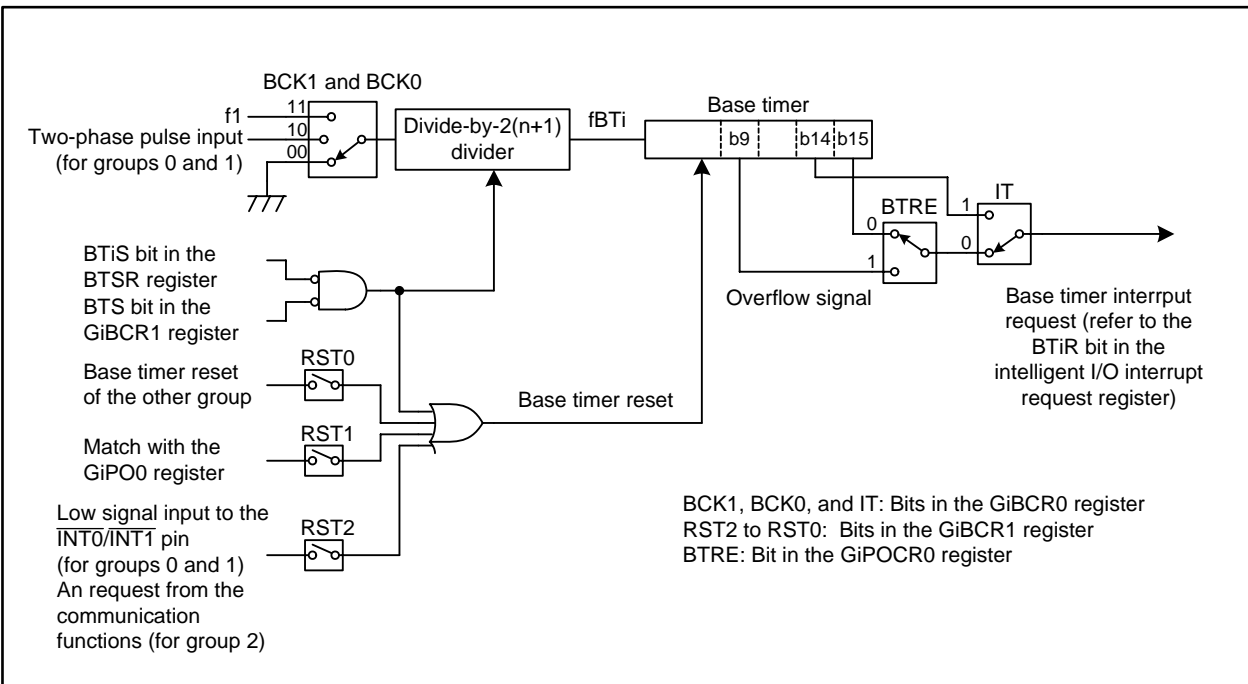 BCK1 and BCK0
f1
11
Two-phase pulse input
(for groups 0 and 1)
10
00
Divide-by-2(n+1)
divider
fBTi
Base timer
b9
b14
b15
BTRE
0
1
IT
1
0
Overflow signal
Base timer interrput
request (refer to the
BTiR bit in the
intelligent I/O interrupt
request register)
BTiS bit in the
BTSR register
BTS bit in the
GiBCR1 register
Base timer reset
of the other group
RST0
Base timer reset
Match with the
GiPO0 register
RST1
Low signal input to the
INT0/INT1 pin
(for groups 0 and 1)
An request from the
communication
functions (for group 2)
RST2
BCK1, BCK0, and IT: Bits in the GiBCR0 register
RST2 to RST0: Bits in the GiBCR1 register
BTRE: Bit in the GiPOCR0 register